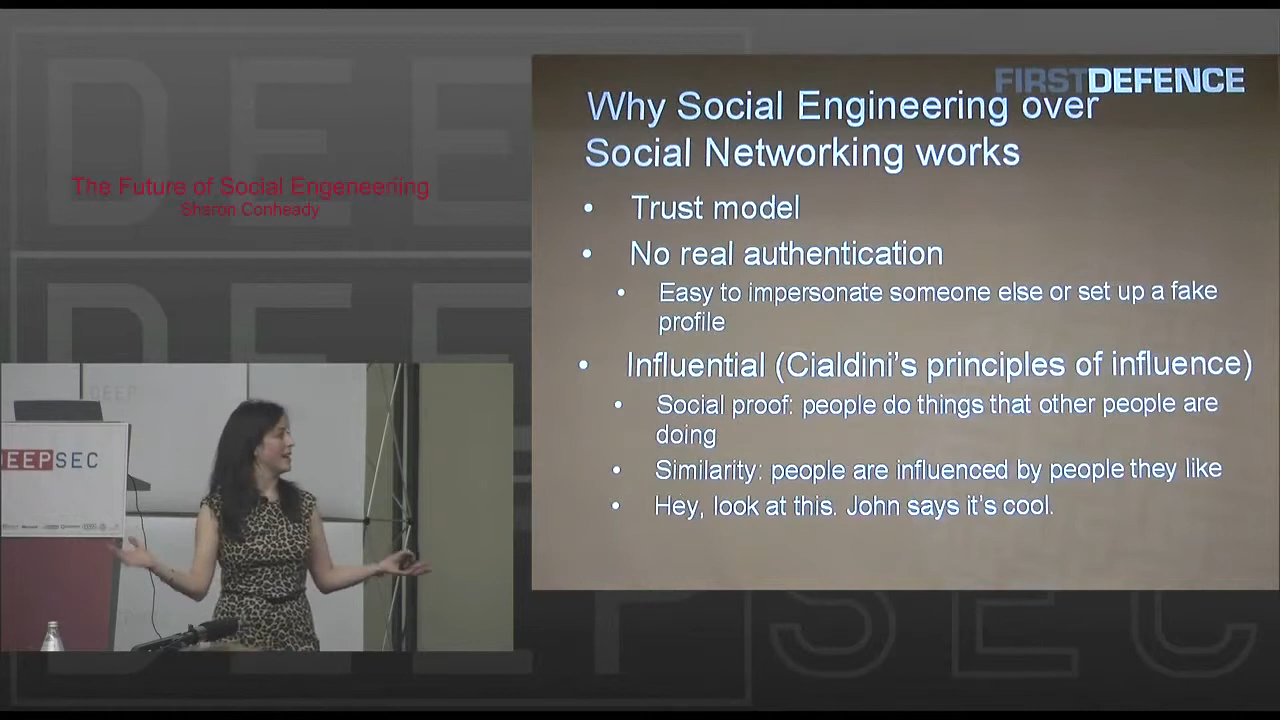 FIRSTDEFENCE
Why Social Engineering over
Social Networking works
• Trust model
• No real authentication
• Easy to impersonate someone else or set up a fake
profile
• Influential (Cialdini's principles of influence)
• Social proof: people do things that other people are
doing
• Similarity: people are influenced by people they like
• Hey, look at this. John says it's cool.
The Future of Social Engeneeriing
Sharon Conheady
DEEP
DEEPSEC
DEEP
EEPSEC